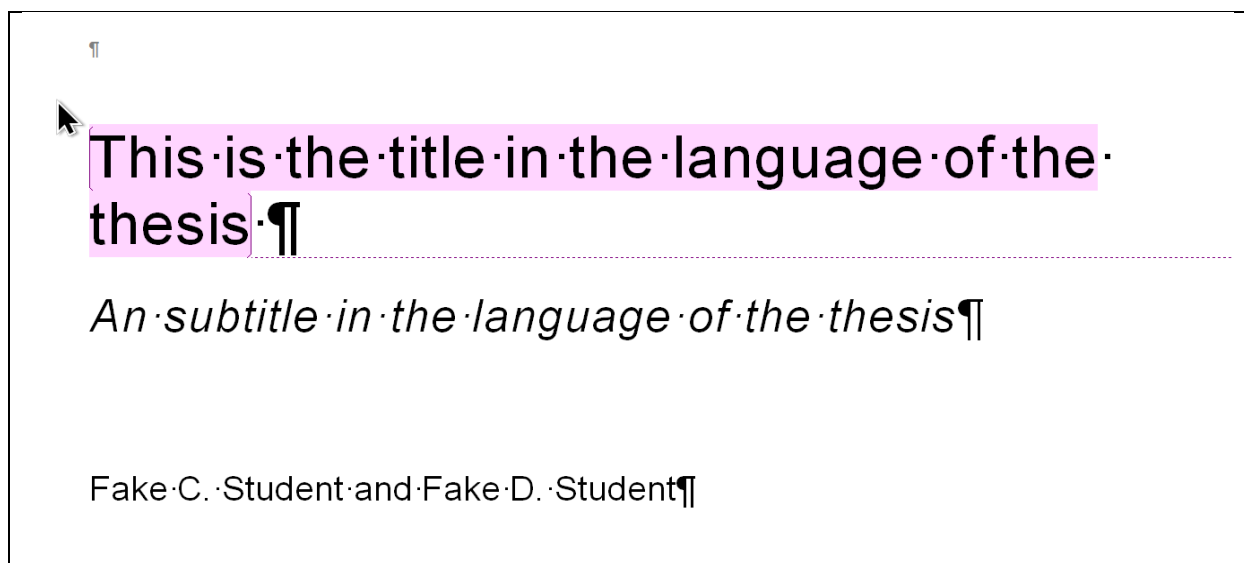 ¶
This·is·the·title·in·the·language·of·the·
thesis·¶
An·subtitle·in·the·language·of·the·thesis¶
Fake·C.·Student·and·Fake·D.·Student¶